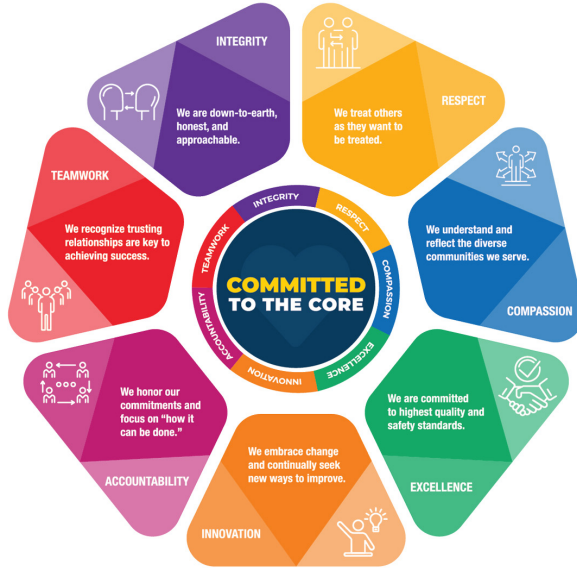 INTEGRITY
We are down-to-earth,
honest, and
approachable.
RESPECT
We treat others
as they want to
be treated.
COMPASSION
We understand and
reflect the diverse
communities we serve.
EXCELLENCE
We are committed
to highest quality and
safety standards.
INNOVATION
We embrace change
and continually seek
new ways to improve.
ACCOUNTABILITY
We honor our
commitments and
focus on “how it
can be done.”
TEAMWORK
We recognize trusting
relationships are key to
achieving success.
INTEGRITY
RESPECT
COMPASSION
EXCELLENCE
INNOVATION
ACCOUNTABILITY
TEAMWORK
COMMITTED
TO THE CORE